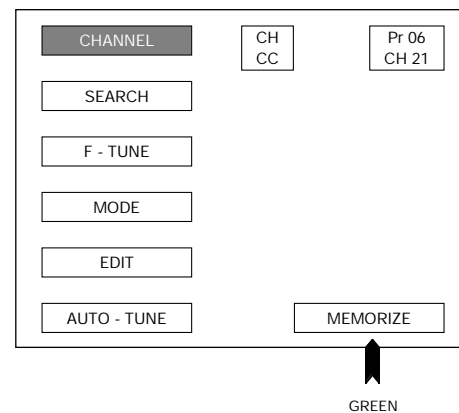 CHANNEL
CH
CC
Pr 06
CH 21
SEARCH
F - TUNE
MODE
EDIT
AUTO - TUNE
MEMORIZE
GREEN